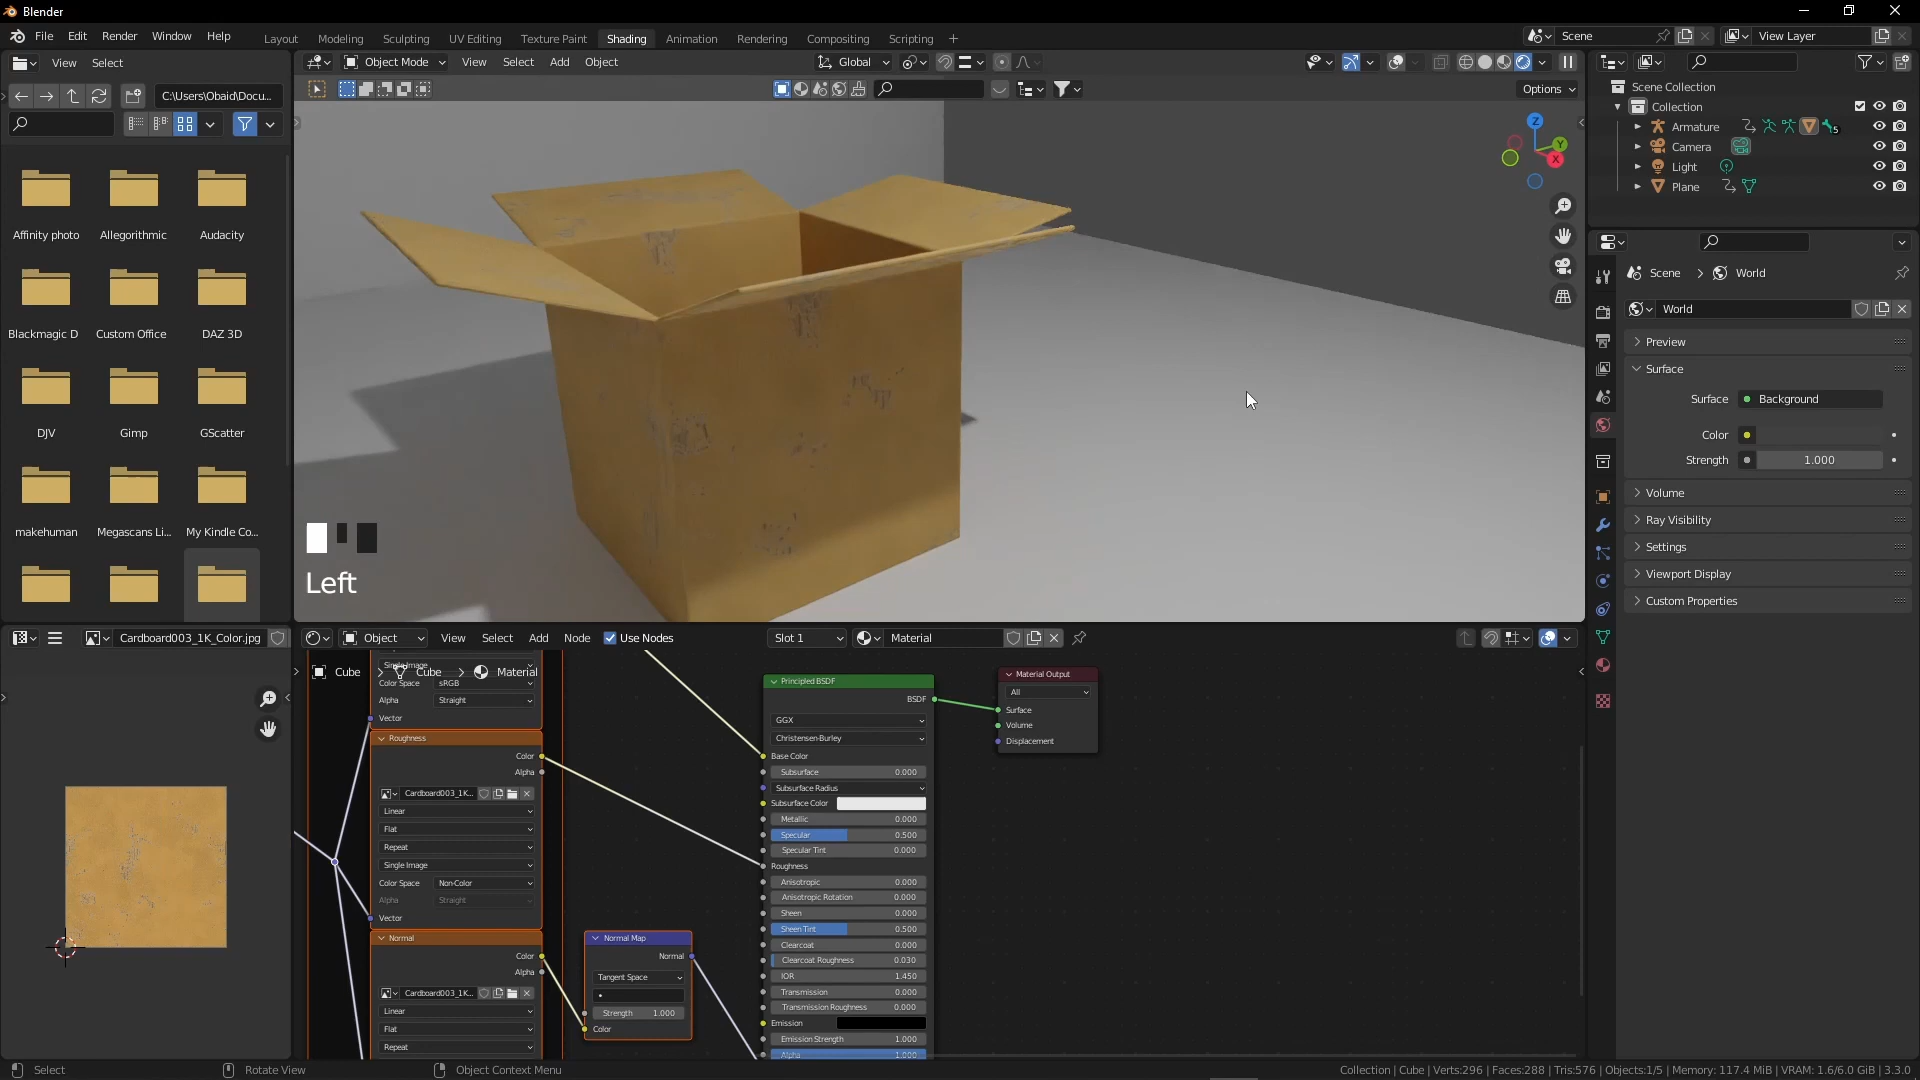 Blender
File Edit Render Window Help
Layout Modeling Sculpting UV Editing Texture Paint Shading Animation Rendering Compositing Scripting +
Scene
View Layer
View Select
Object Mode View Select Add Object
Global
C:\Users\Obaid\Docu...
Options
Affinity photo Allegorithmic Audacity
Blackmagic D Custom Office DAZ 3D
DJV Gimp GScatter
makehuman Megascans Li... My Kindle Co...
Z
Y
X
Left
Scene Collection
Collection
Armature
5
Camera
Light
Plane
Scene > World
World
Preview
Surface
Surface Background
Color
Strength 1.000
Volume
Ray Visibility
Settings
Viewport Display
Custom Properties
Cardboard003_1K_Color.jpg
Object View Select Add Node Use Nodes
Slot 1
Material
Cube > Cube > Material
Single Image
Color Space sRGB
Alpha Straight
Vector
Roughness
Color
Alpha
Cardboard003_1K...
Linear
Flat
Repeat
Single Image
Color Space Non-Color
Alpha Straight
Vector
Normal
Color
Alpha
Cardboard003_1K...
Linear
Flat
Repeat
Normal Map
Normal
Tangent Space
Strength 1.000
Color
Principled BSDF
BSDF
GGX
Christensen-Burley
Base Color
Subsurface 0.000
Subsurface Radius
Subsurface Color
Metallic 0.000
Specular 0.500
Specular Tint 0.000
Roughness
Anisotropic 0.000
Anisotropic Rotation 0.000
Sheen 0.000
Sheen Tint 0.500
Clearcoat 0.000
Clearcoat Roughness 0.030
IOR 1.450
Transmission 0.000
Transmission Roughness 0.000
Emission
Emission Strength 1.000
Alpha 1.000
Material Output
All
Surface
Volume
Displacement
Select Rotate View Object Context Menu
Collection | Cube | Verts:296 | Faces:288 | Tris:576 | Objects:1/5 | Memory: 117.4 MiB | VRAM: 1.6/6.0 GiB | 3.3.0